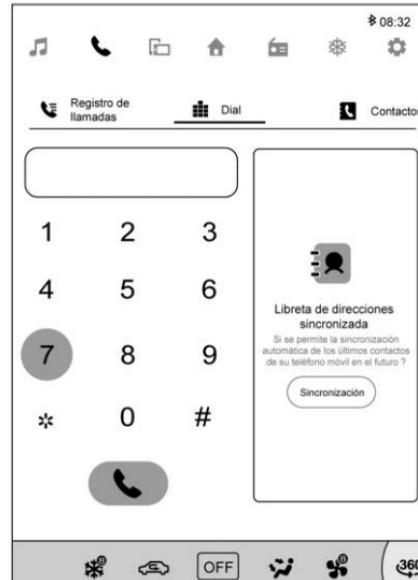 08:32
Registro de
llamadas
Dial
Contacto
1 2 3
4 5 6
7 8 9
* 0 #
Libreta de direcciones
sincronizada
Si se permite la sincronización
automática de los últimos contactos
de su teléfono móvil en el futuro ?
Sincronización
OFF
360